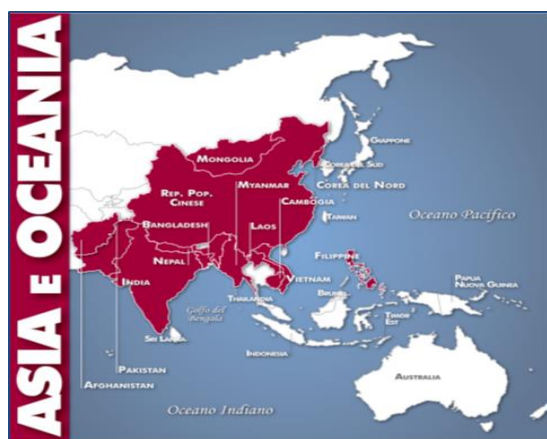 ASIA E OCEANIA
MONGOLIA
GIAPPONE
COREA DEL SUD
COREA DEL NORD
REP. POP.
CINESE
MYANMAR
CAMBOGIA
BANGLADESH
LAOS
TAIWAN
Oceano Pacifico
NEPAL
FILIPPINE
INDIA
VIETNAM
THAILANDIA
BRUNEI
PAPUA
NUOVA GUINEA
Golfo del
Bengala
TIMOR
EST
SRI LANKA
INDONESIA
PAKISTAN
AFGHANISTAN
AUSTRALIA
Oceano Indiano